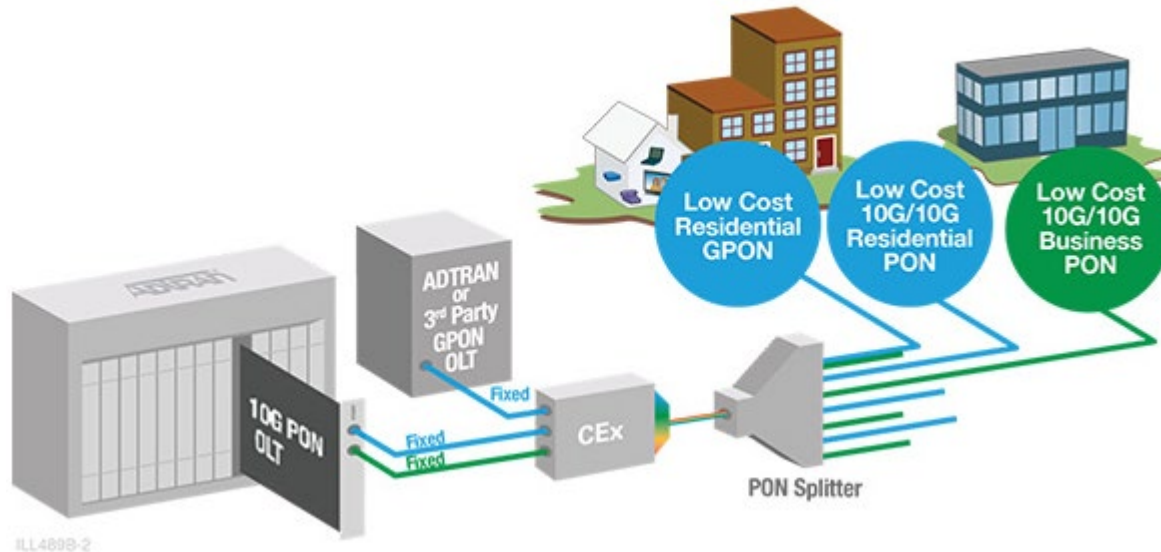 Low Cost
Residential
GPON
Low Cost
10G/10G
Residential
PON
Low Cost
10G/10G
Business
PON
ADTRAN
ADTRAN
or
3rd Party
GPON
OLT
Fixed
10G PON
OLT
Fixed
Fixed
CEx
PON Splitter
ILL489B-2